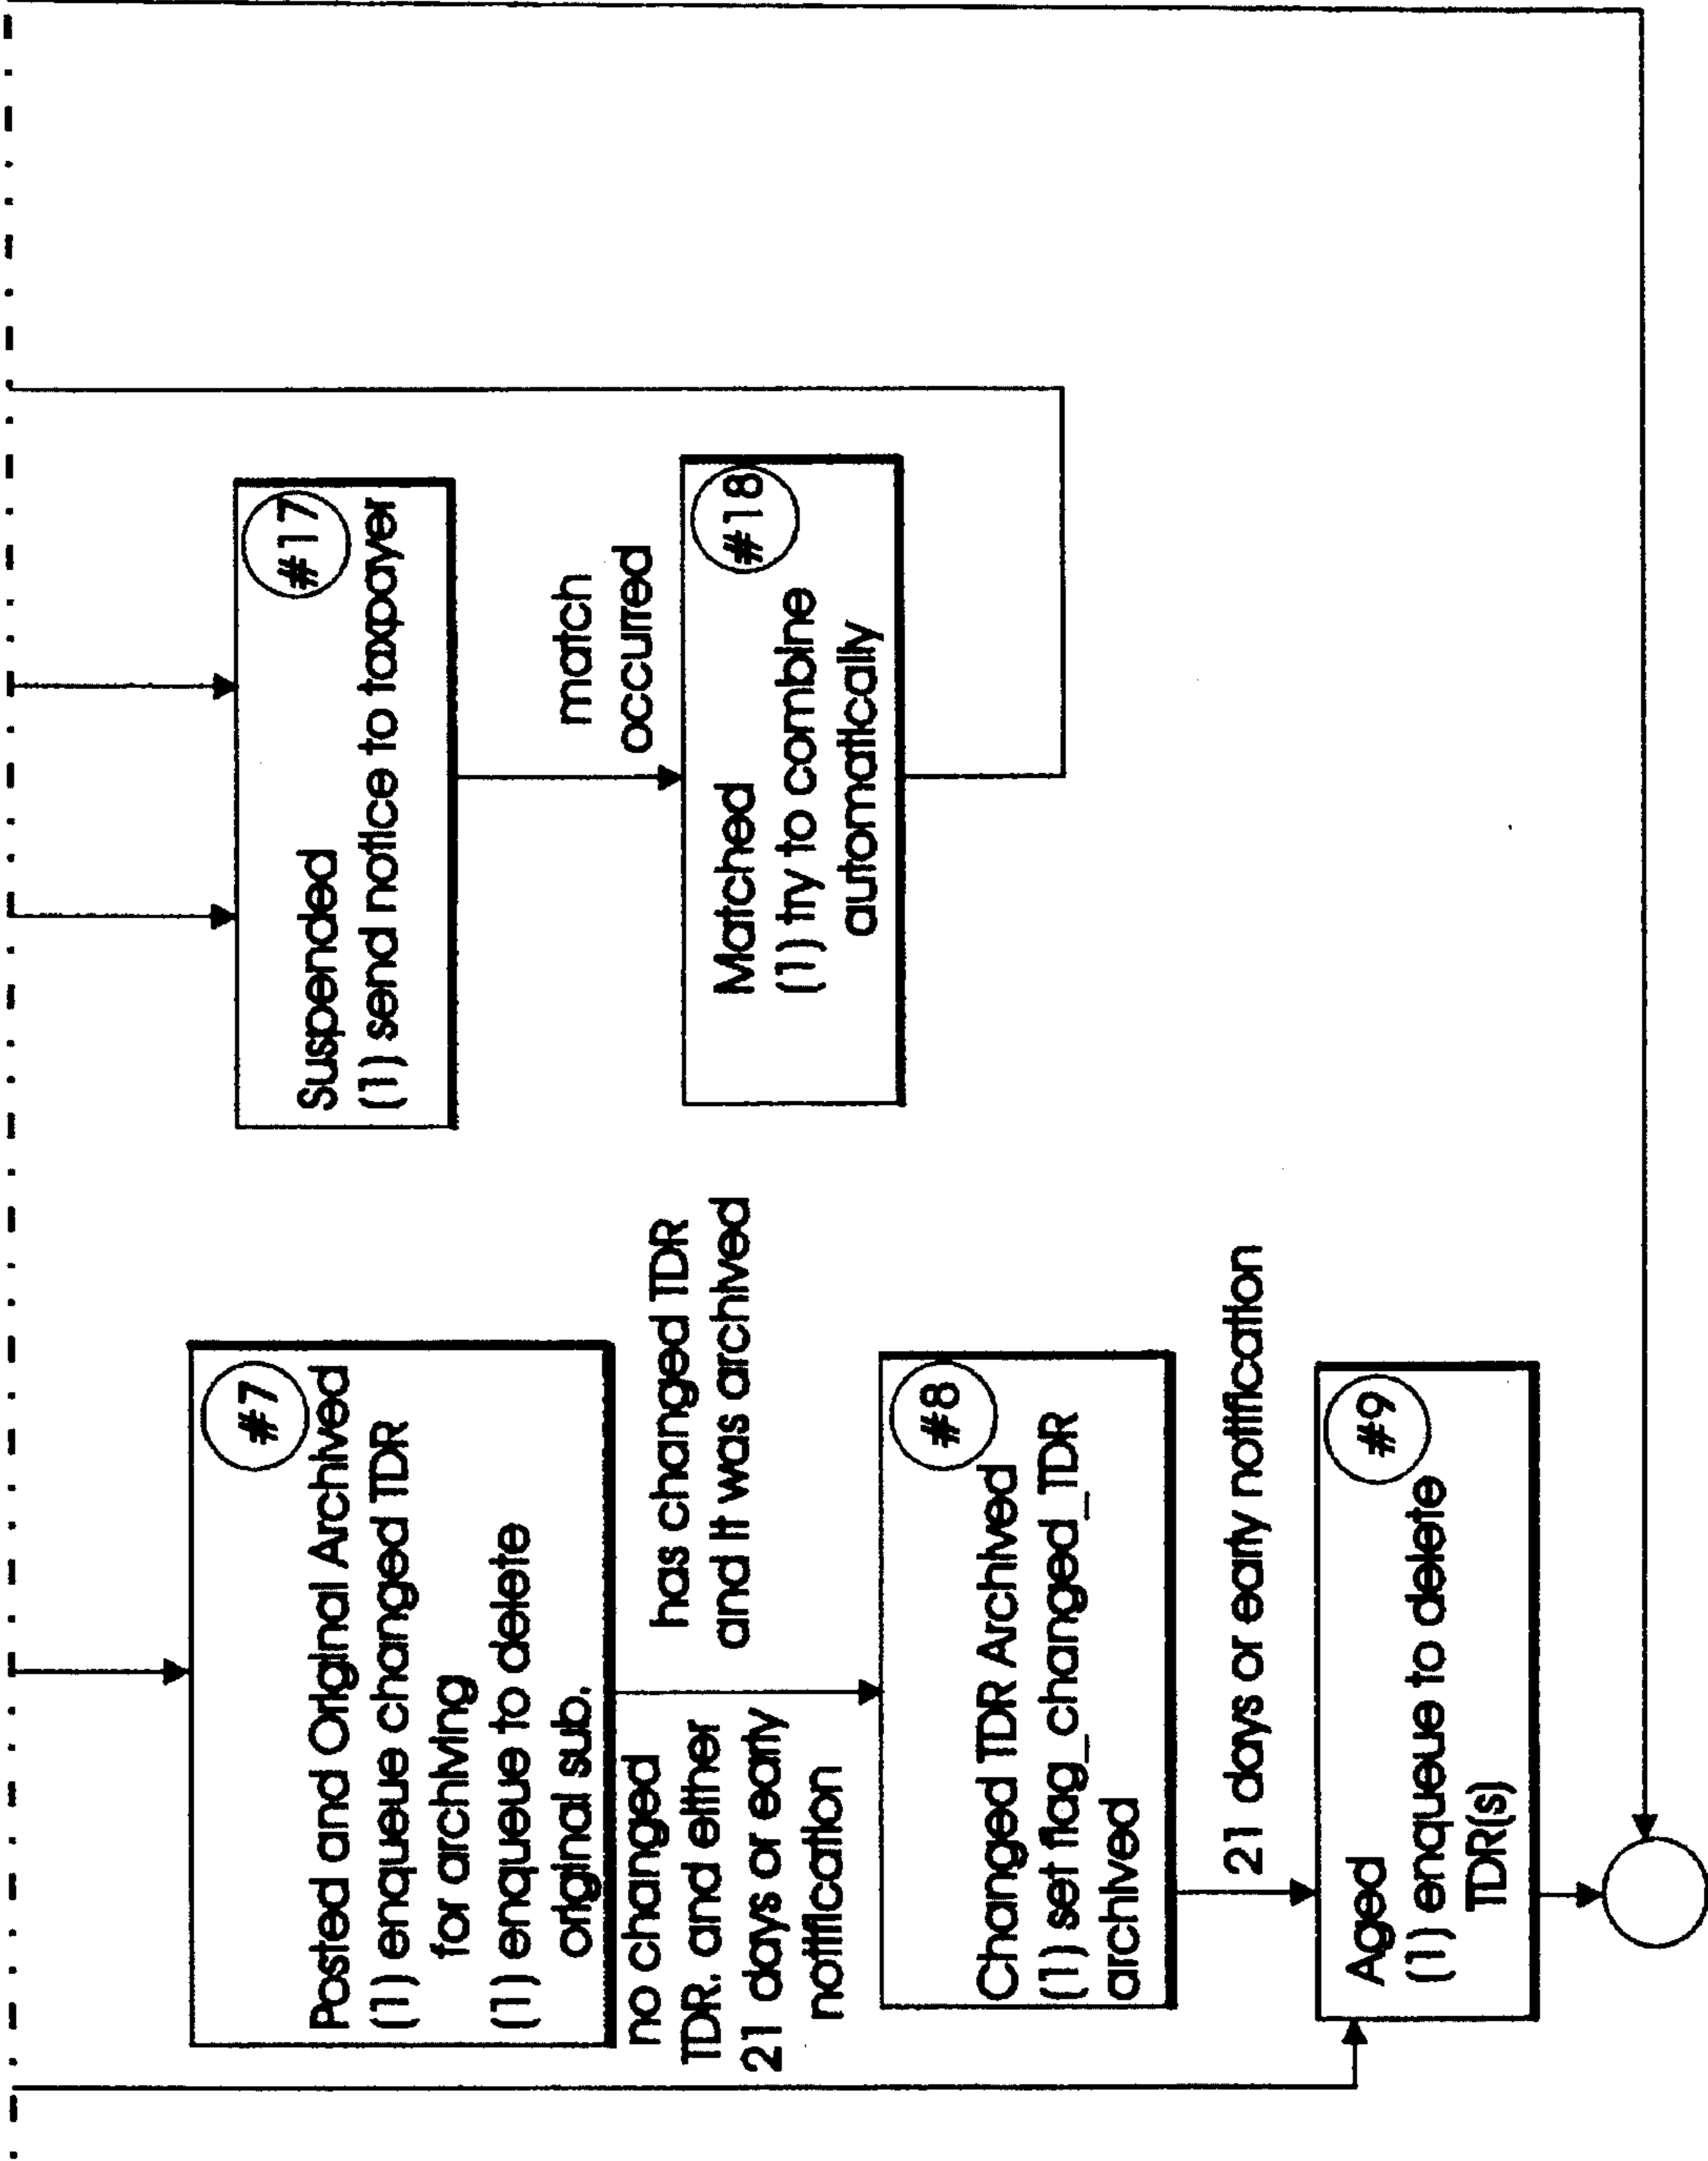 #7
Posted and Original Archived
(1) enqueue changed TDR
for archiving
(1) enqueue to delete
original sub.
no changed
TDR. and either
21 days or early
notification
has changed TDR
and it was archived
#8
Changed TDR Archived
(1) set flag_changed_TDR
archived
21 days or early notification
#9
Aged
(1) enqueue to delete
TDR(s)
#17
Suspended
(1) send notice to taxpayer
match
occurred
#18
Matched
(1) try to combine
automatically